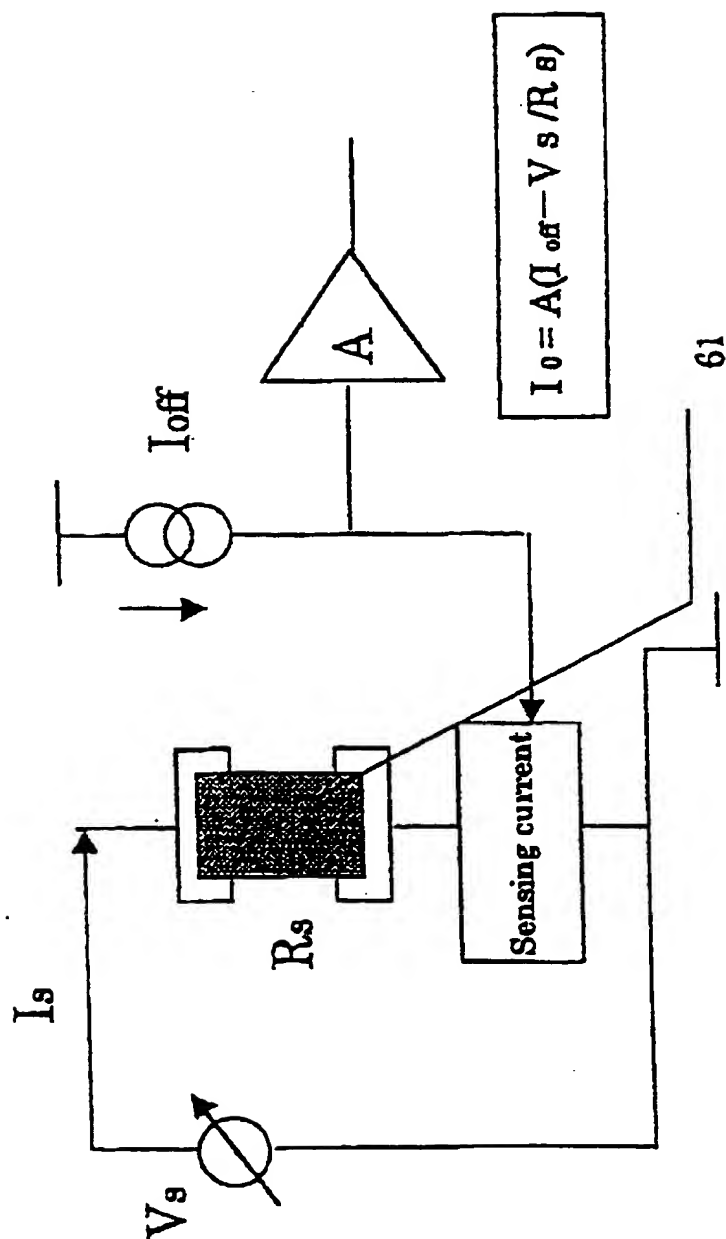 Is
Vs
Rs
Sensing current
Ioff
A
I0 = A(Ioff − Vs/Rs)
61